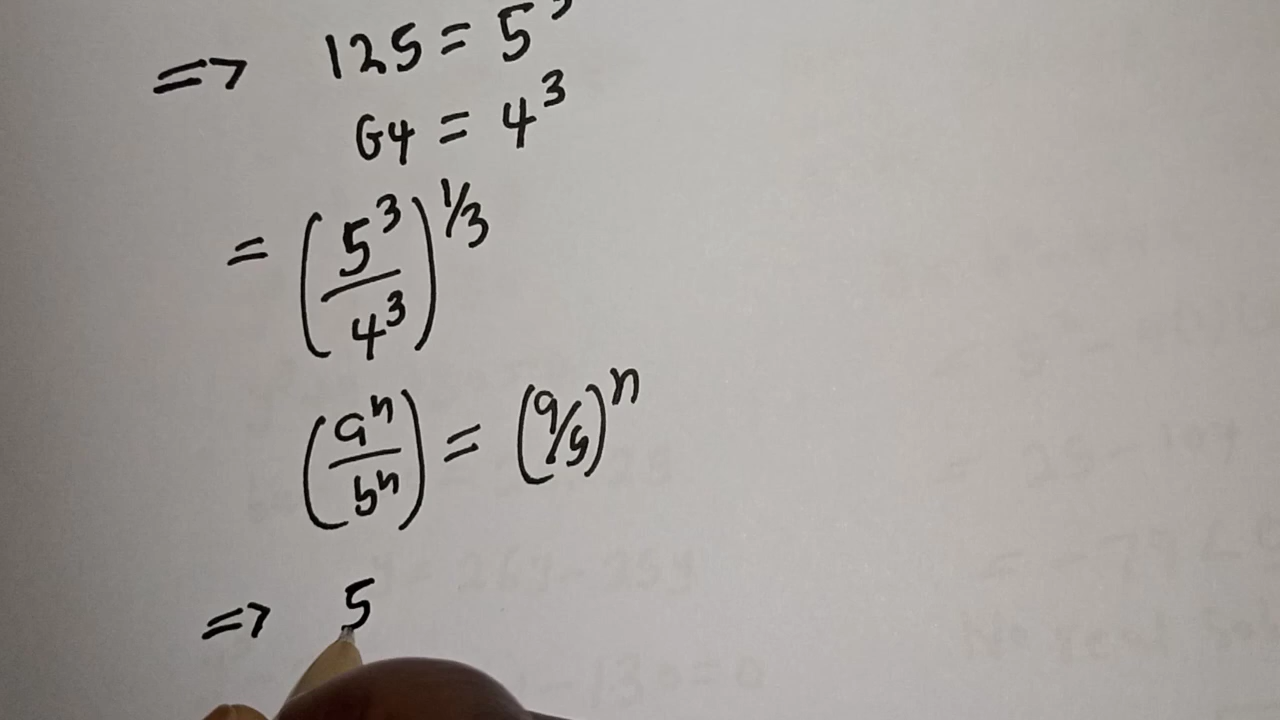 => 125 = 5³
64 = 4³
= (5³/4³)^1/3
(aⁿ/bⁿ) = (a/b)ⁿ
=> 5